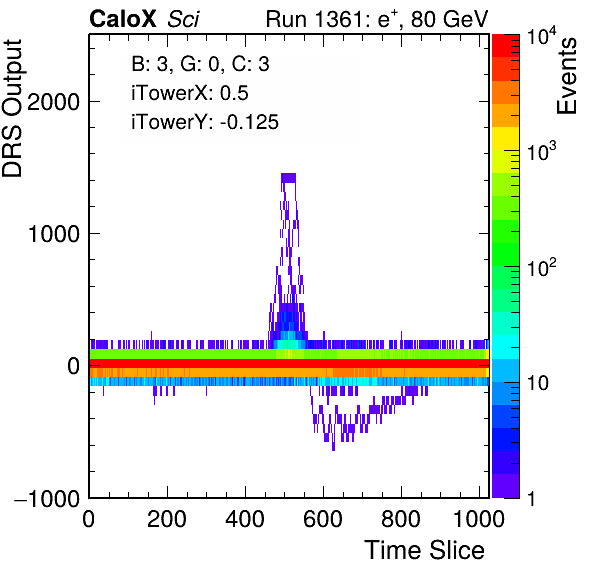 CaloX Sci
Run 1361: e⁺, 80 GeV
B: 3, G: 0, C: 3
iTowerX: 0.5
iTowerY: -0.125
DRS Output
2000
1000
0
−1000
0 200 400 600 800 1000
Time Slice
10⁴
10³
10²
10
1
Events